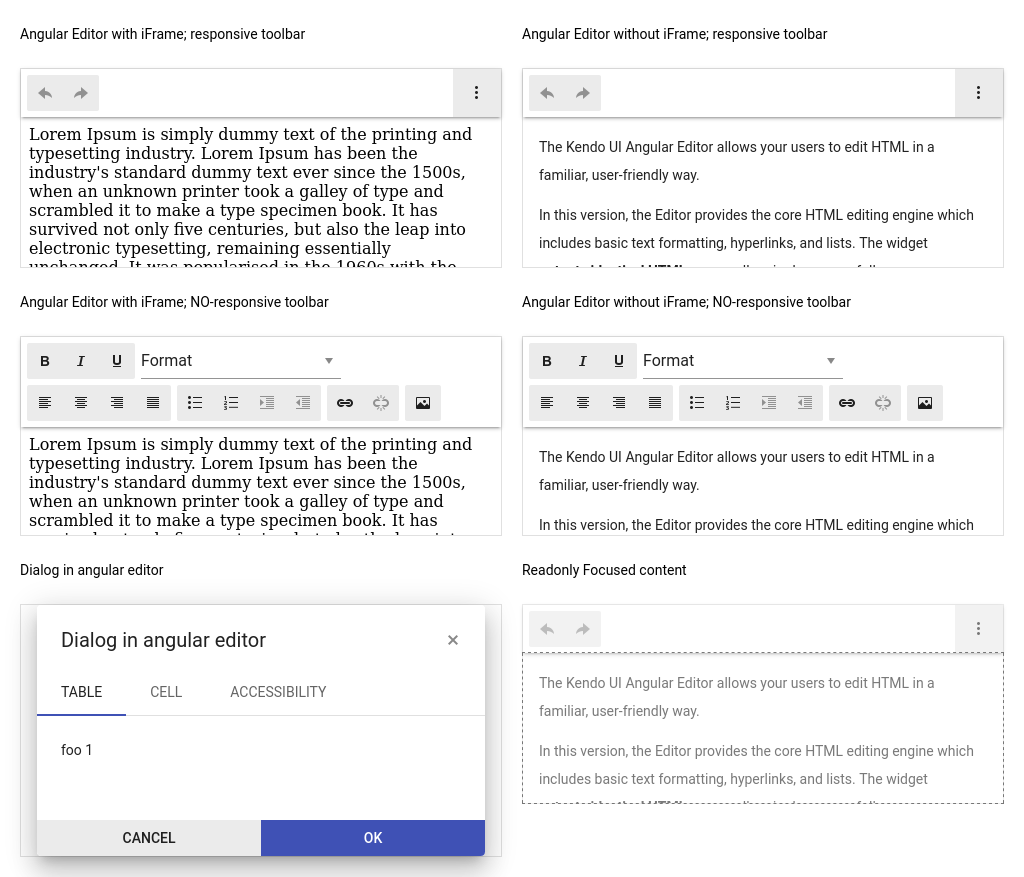 Angular Editor with iFrame; responsive toolbar
Lorem Ipsum is simply dummy text of the printing and
typesetting industry. Lorem Ipsum has been the
industry's standard dummy text ever since the 1500s,
when an unknown printer took a galley of type and
scrambled it to make a type specimen book. It has
survived not only five centuries, but also the leap into
electronic typesetting, remaining essentially
unchanged. It was popularised in the 1960s with the
Angular Editor without iFrame; responsive toolbar
The Kendo UI Angular Editor allows your users to edit HTML in a
familiar, user-friendly way.
In this version, the Editor provides the core HTML editing engine which
includes basic text formatting, hyperlinks, and lists. The widget
Angular Editor with iFrame; NO-responsive toolbar
B I U Format
Lorem Ipsum is simply dummy text of the printing and
typesetting industry. Lorem Ipsum has been the
industry's standard dummy text ever since the 1500s,
when an unknown printer took a galley of type and
scrambled it to make a type specimen book. It has
Angular Editor without iFrame; NO-responsive toolbar
B I U Format
The Kendo UI Angular Editor allows your users to edit HTML in a
familiar, user-friendly way.
In this version, the Editor provides the core HTML editing engine which
Dialog in angular editor
Dialog in angular editor
TABLE CELL ACCESSIBILITY
foo 1
CANCEL OK
Readonly Focused content
The Kendo UI Angular Editor allows your users to edit HTML in a
familiar, user-friendly way.
In this version, the Editor provides the core HTML editing engine which
includes basic text formatting, hyperlinks, and lists. The widget